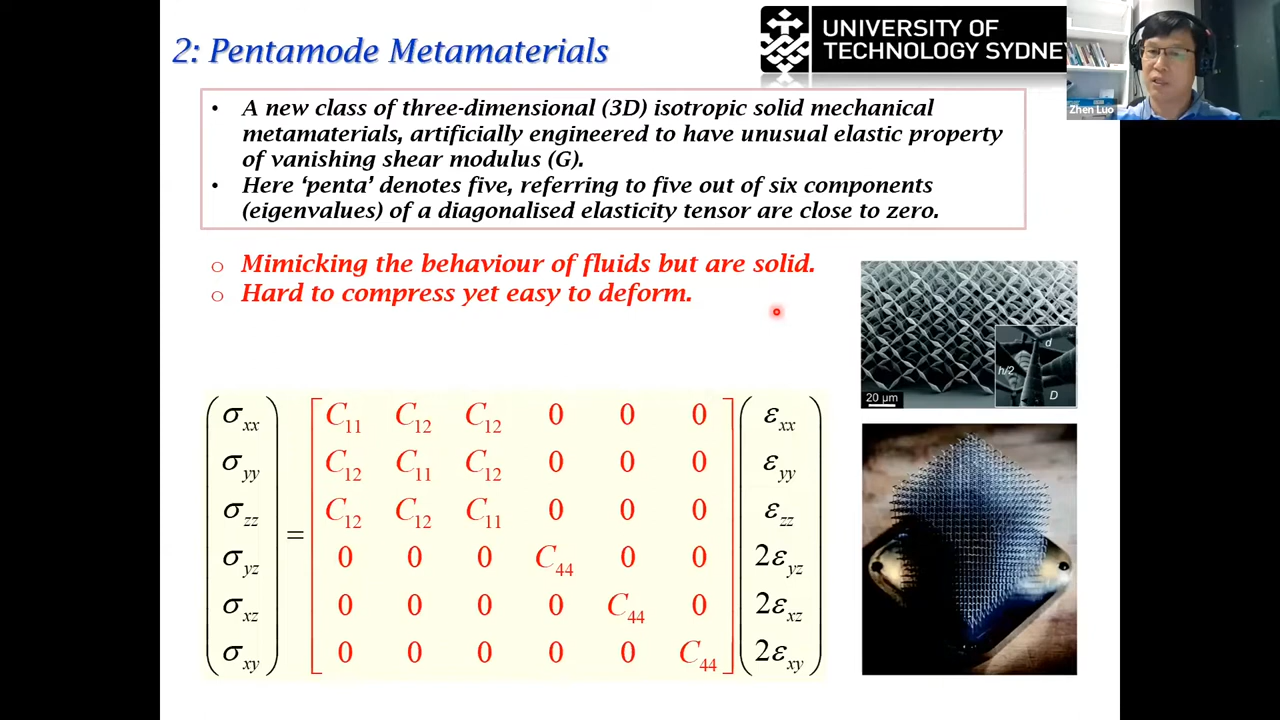 2: Pentamode Metamaterials
UNIVERSITY OF
TECHNOLOGY SYDNE
Zhen Luo
• A new class of three-dimensional (3D) isotropic solid mechanical
metamaterials, artificially engineered to have unusual elastic property
of vanishing shear modulus (G).
• Here ‘penta’ denotes five, referring to five out of six components
(eigenvalues) of a diagonalised elasticity tensor are close to zero.
o Mimicking the behaviour of fluids but are solid.
o Hard to compress yet easy to deform.
d
h/2
D
20 μm
σxx C11 C12 C12 0 0 0 εxx
σyy C12 C11 C12 0 0 0 εyy
σzz C12 C12 C11 0 0 0 εzz
=
σyz 0 0 0 C44 0 0 2εyz
σxz 0 0 0 0 C44 0 2εxz
σxy 0 0 0 0 0 C44 2εxy